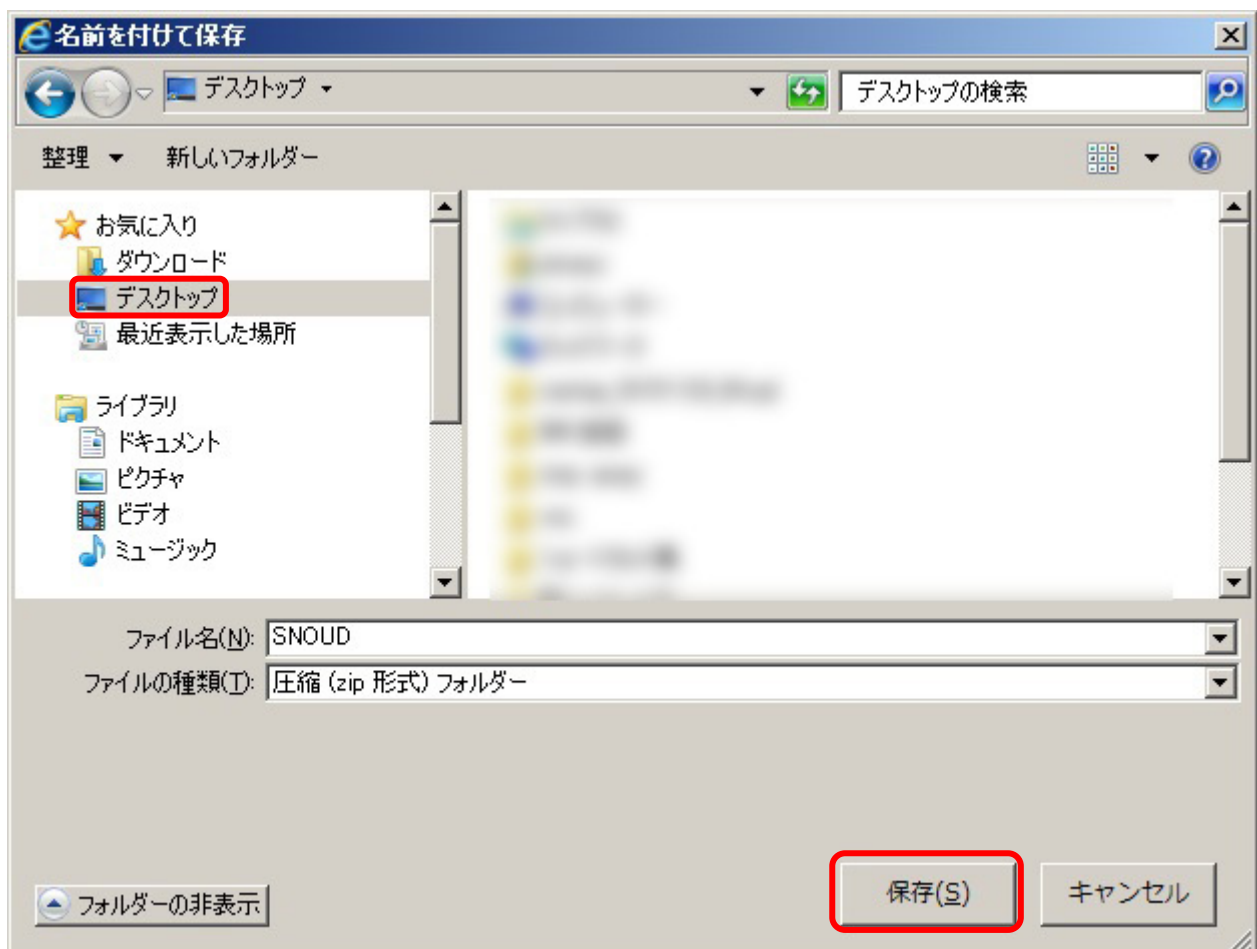 名前を付けて保存
デスクトップ
デスクトップの検索
整理
新しいフォルダー
お気に入り
ダウンロード
デスクトップ
最近表示した場所
ライブラリ
ドキュメント
ピクチャ
ビデオ
ミュージック
ファイル名(N): SNOUD
ファイルの種類(T): 圧縮 (zip 形式) フォルダー
フォルダーの非表示
保存(S)
キャンセル